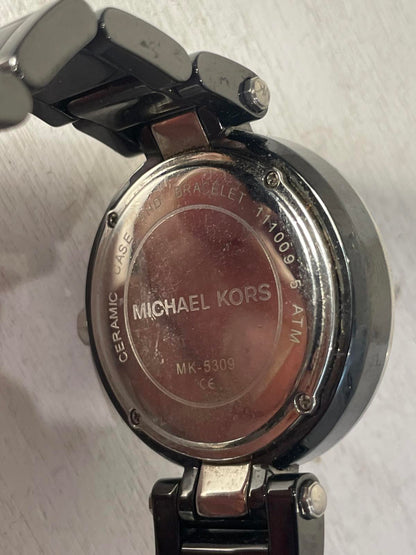 CERAMIC CASE AND BRACELET 111009 5 ATM
MICHAEL KORS
MK-5309
CE